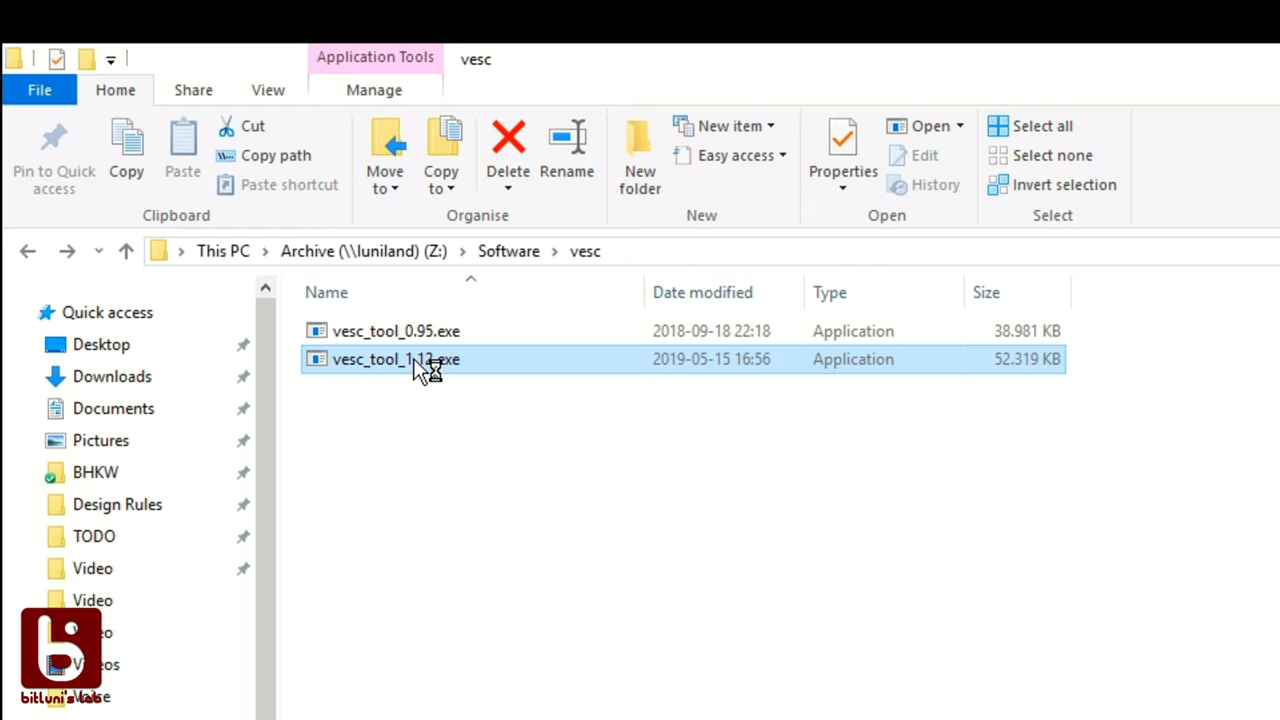 Application Tools
vesc
File
Home
Share
View
Manage
Pin to Quick access
Copy
Paste
Cut
Copy path
Paste shortcut
Clipboard
Move to
Copy to
Delete
Rename
Organise
New folder
New item
Easy access
New
Properties
Open
Edit
History
Open
Select all
Select none
Invert selection
Select
This PC
Archive (\\luniland) (Z:)
Software
vesc
Name
Date modified
Type
Size
vesc_tool_0.95.exe 2018-09-18 22:18 Application 38.981 KB
vesc_tool_1.12.exe 2019-05-15 16:56 Application 52.319 KB
Quick access
Desktop
Downloads
Documents
Pictures
BHKW
Design Rules
TODO
Video
Video
bitluni's lab